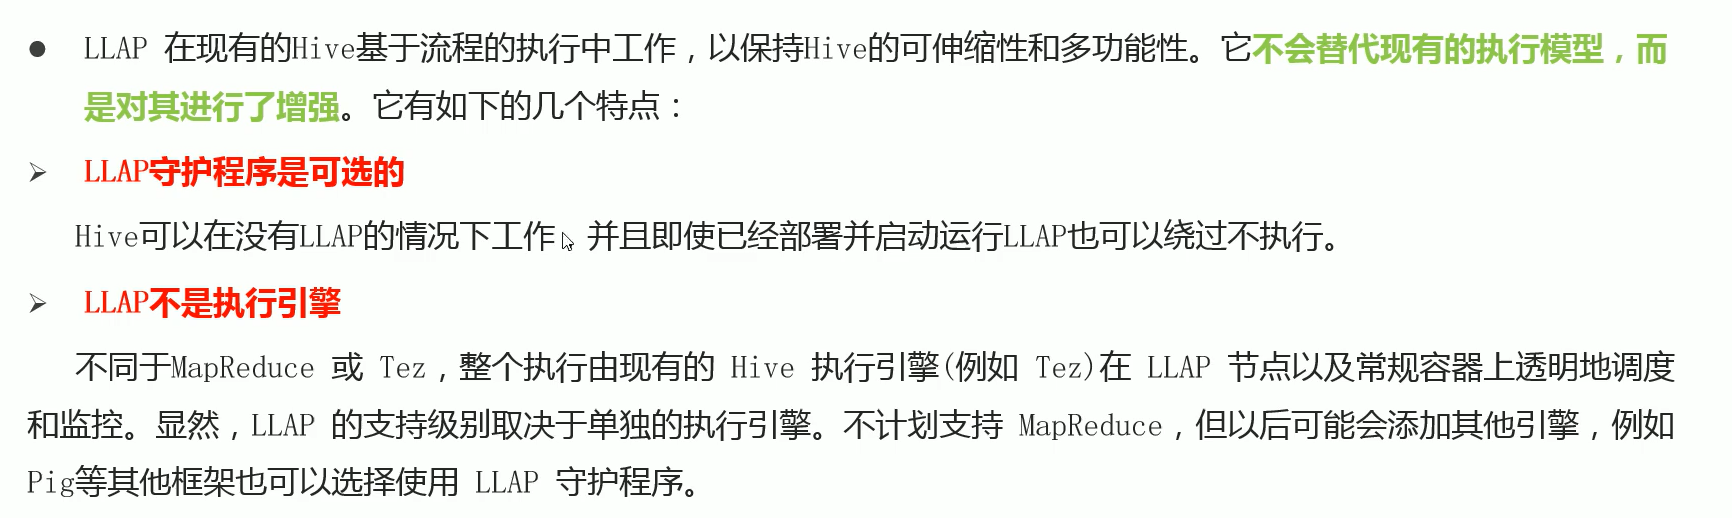 ● LLAP 在现有的Hive基于流程的执行中工作，以保持Hive的可伸缩性和多功能性。它不会替代现有的执行模型，而
是对其进行了增强。它有如下的几个特点：
➢ LLAP守护程序是可选的
Hive可以在没有LLAP的情况下工作，并且即使已经部署并启动运行LLAP也可以绕过不执行。
➢ LLAP不是执行引擎
不同于MapReduce 或 Tez，整个执行由现有的 Hive 执行引擎(例如 Tez)在 LLAP 节点以及常规容器上透明地调度
和监控。显然，LLAP 的支持级别取决于单独的执行引擎。不计划支持 MapReduce，但以后可能会添加其他引擎，例如
Pig等其他框架也可以选择使用 LLAP 守护程序。